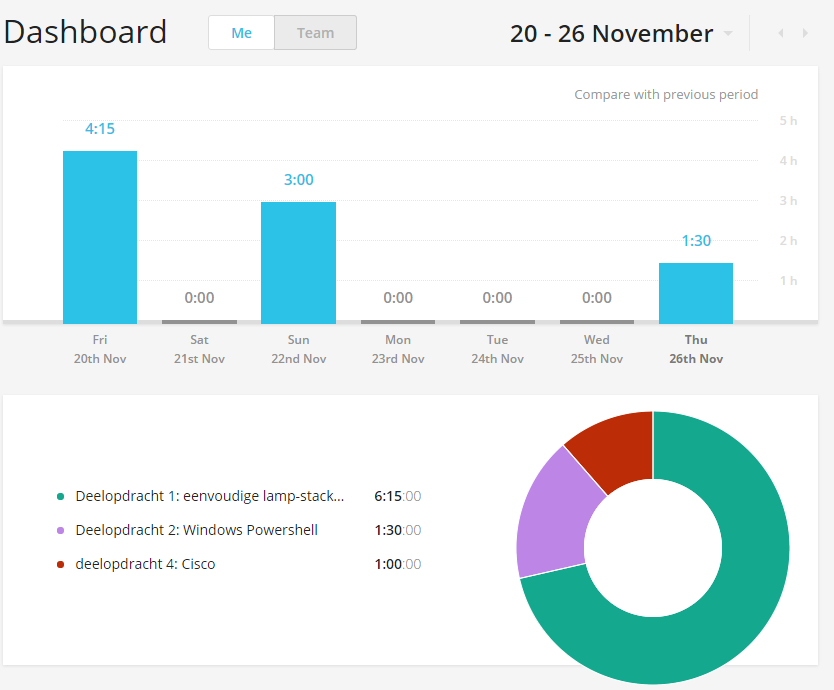 Dashboard Me Team 20 - 26 November
Compare with previous period
5 h
4:15
4 h
3:00
3 h
1:30
2 h
1 h
0:00 0:00 0:00 0:00
Fri Sat Sun Mon Tue Wed Thu
20th Nov 21st Nov 22nd Nov 23rd Nov 24th Nov 25th Nov 26th Nov
Deelopdracht 1: eenvoudige lamp-stack... 6:15:00
Deelopdracht 2: Windows Powershell 1:30:00
deelopdracht 4: Cisco 1:00:00